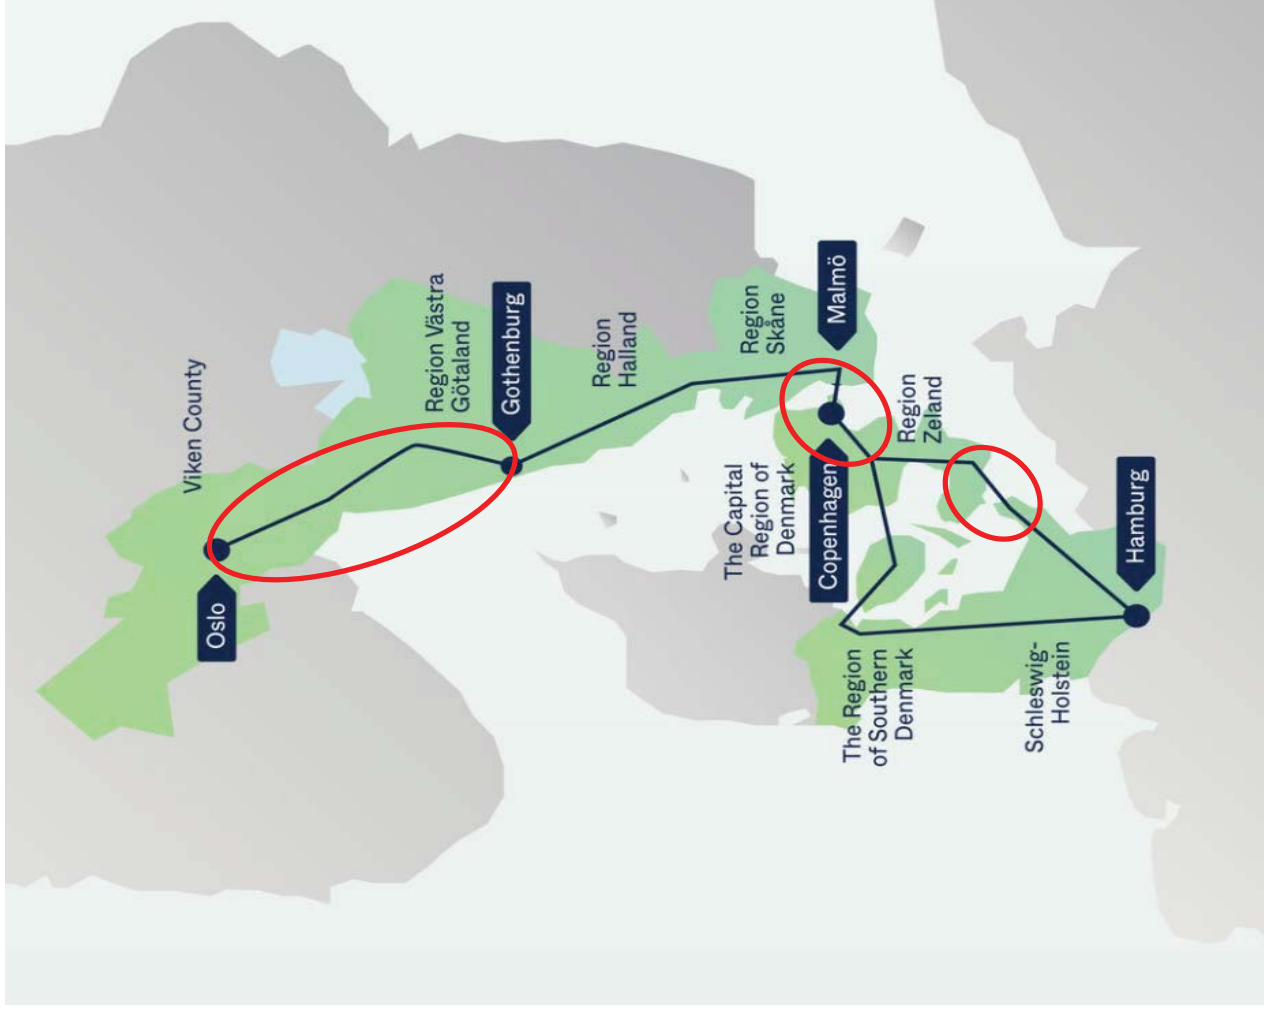 Viken County
Oslo
Region Västra
Götaland
Gothenburg
Region
Halland
Region
Skåne
Malmö
The Capital
Region of
Denmark
Copenhagen
Region
Zeland
The Region
of Southern
Denmark
Schleswig-
Holstein
Hamburg